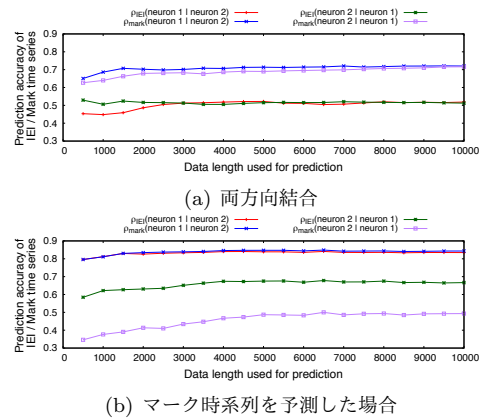 ρIEI(neuron 1 | neuron 2) ρIEI(neuron 2 | neuron 1)
ρmark(neuron 1 | neuron 2) ρmark(neuron 2 | neuron 1)
Prediction accuracy of
IEI / Mark time series
0.9
0.8
0.7
0.6
0.5
0.4
0.3
0 1000 2000 3000 4000 5000 6000 7000 8000 9000 10000
Data length used for prediction
(a) 両方向結合
ρIEI(neuron 1 | neuron 2) ρIEI(neuron 2 | neuron 1)
ρmark(neuron 1 | neuron 2) ρmark(neuron 2 | neuron 1)
Prediction accuracy of
IEI / Mark time series
0.9
0.8
0.7
0.6
0.5
0.4
0.3
0 1000 2000 3000 4000 5000 6000 7000 8000 9000 10000
Data length used for prediction
(b) マーク時系列を予測した場合